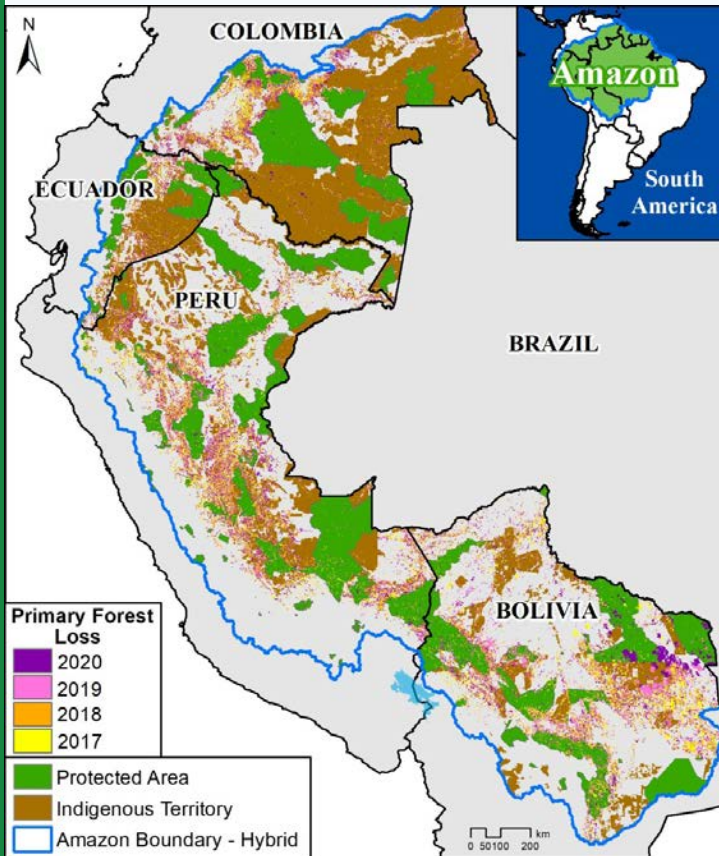 N
COLOMBIA
Amazon
South
America
ECUADOR
PERU
BRAZIL
BOLIVIA
Primary Forest
Loss
2020
2019
2018
2017
Protected Area
Indigenous Territory
Amazon Boundary - Hybrid
0 50100 200
km